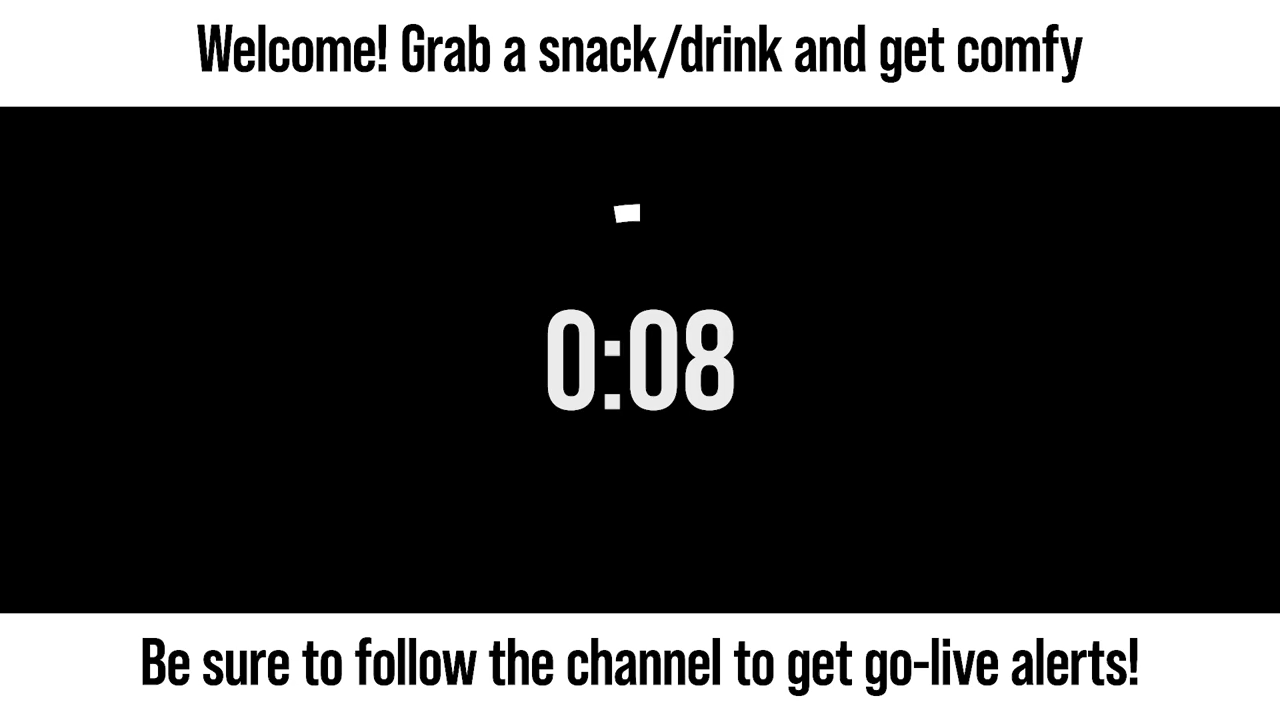 Welcome! Grab a snack/drink and get comfy
0:08
Be sure to follow the channel to get go-live alerts!